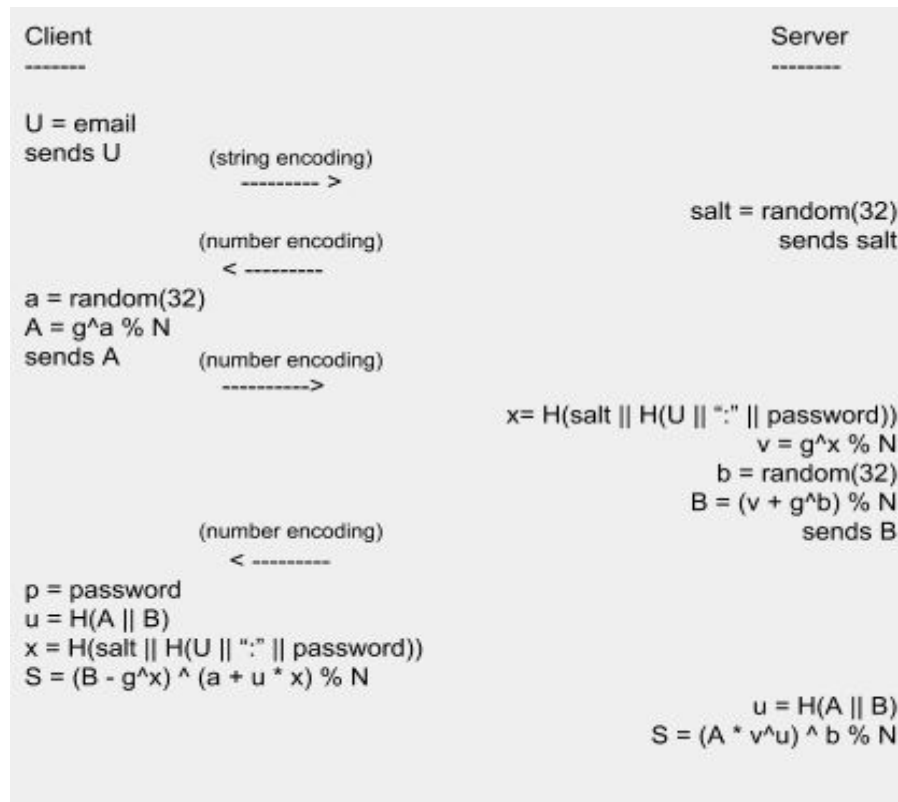 Client
Server
-------
--------
U = email
sends U
(string encoding)
--------- >
salt = random(32)
sends salt
(number encoding)
< ---------
a = random(32)
A = g^a % N
sends A
(number encoding)
---------->
x= H(salt || H(U || “:” || password))
v = g^x % N
b = random(32)
B = (v + g^b) % N
sends B
(number encoding)
< ---------
p = password
u = H(A || B)
x = H(salt || H(U || “:” || password))
S = (B - g^x) ^ (a + u * x) % N
u = H(A || B)
S = (A * v^u) ^ b % N